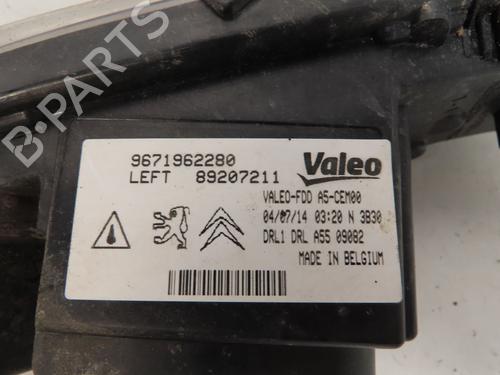 9671962280
LEFT 89207211
Valeo
VALEO-FDD A5-CEM00
04/07/14 03:20 N 3B30
DRL1 DRL A55 09082
MADE IN BELGIUM
B-PARTS